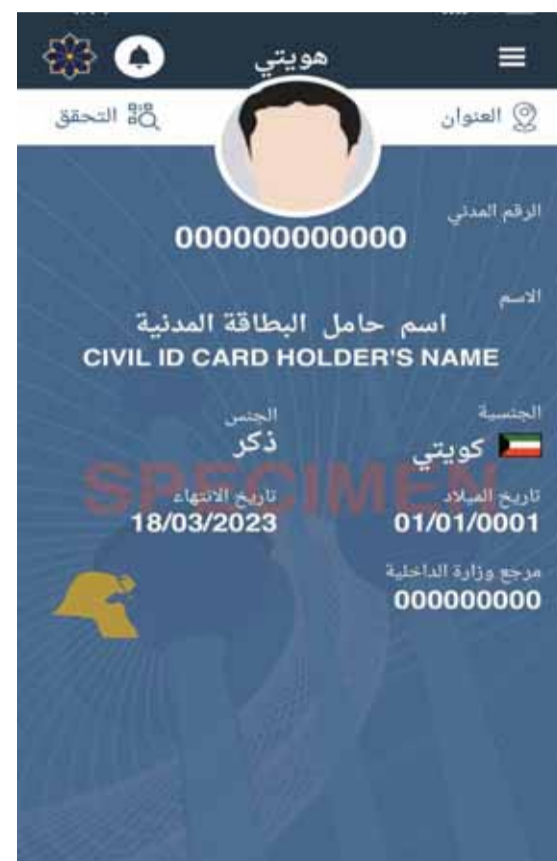 هويتي
العنوان
التحقق
الرقم المدني
000000000000
الاسم
اسم حامل البطاقة المدنية
CIVIL ID CARD HOLDER'S NAME
الجنسية
الجنس
كويتي
ذكر
SPECIMEN
تاريخ الميلاد
تاريخ الانتهاء
01/01/0001
18/03/2023
مرجع وزارة الداخلية
000000000